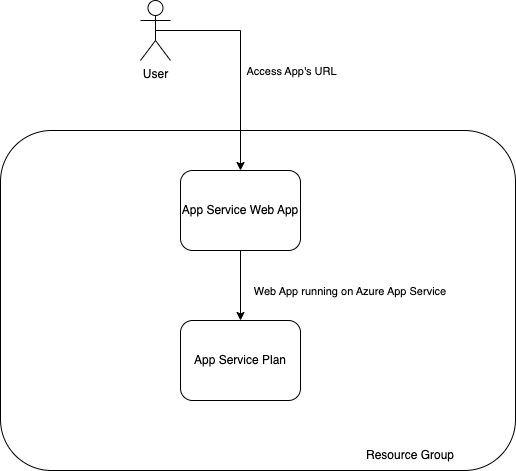 User
Access App's URL
App Service Web App
Web App running on Azure App Service
App Service Plan
Resource Group